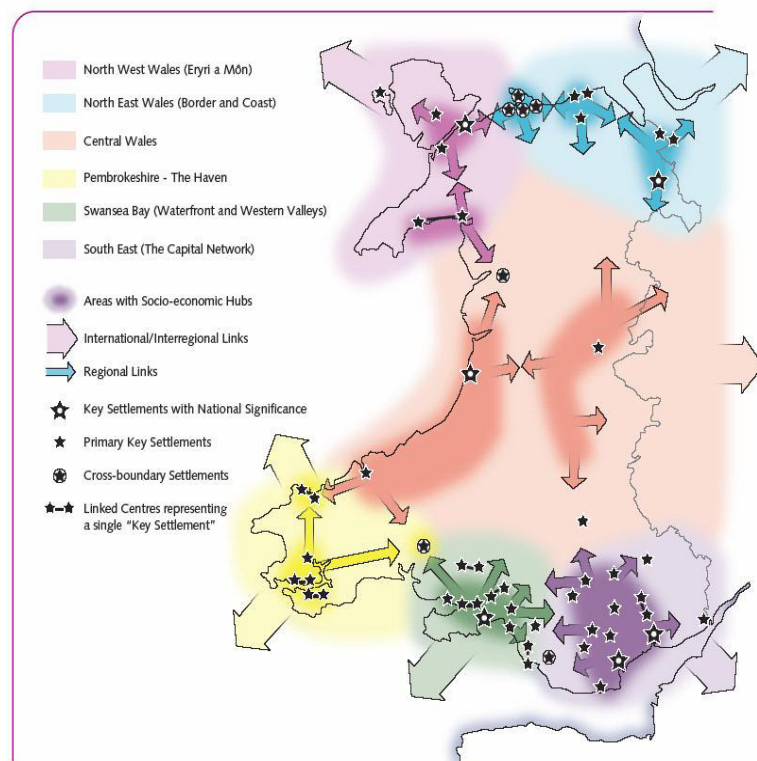 North West Wales (Eryri a Môn)
North East Wales (Border and Coast)
Central Wales
Pembrokeshire - The Haven
Swansea Bay (Waterfront and Western Valleys)
South East (The Capital Network)
Areas with Socio-economic Hubs
International/Interregional Links
Regional Links
Key Settlements with National Significance
Primary Key Settlements
Cross-boundary Settlements
Linked Centres representing
a single “Key Settlement”